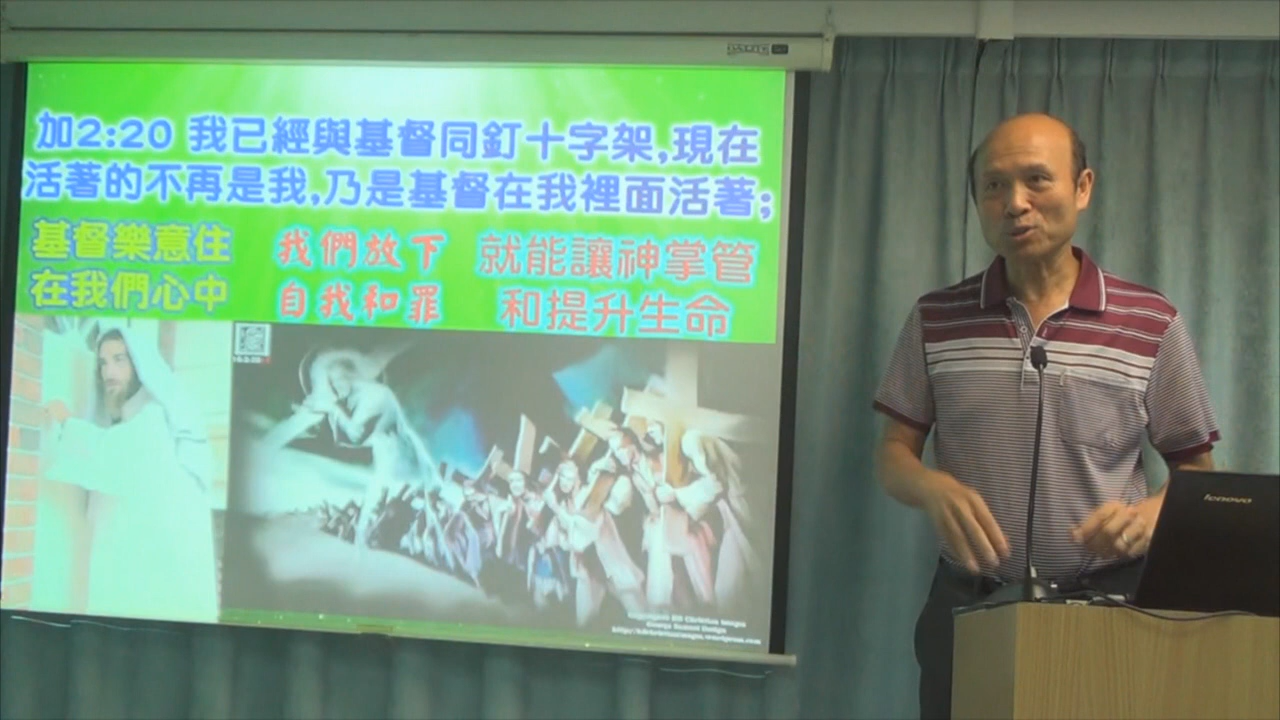 加2:20 我已經與基督同釘十字架,現在
活著的不再是我,乃是基督在我裡面活著;
基督樂意住
在我們心中
我們放下
自我和罪
就能讓神掌管
和提升生命
lenovo